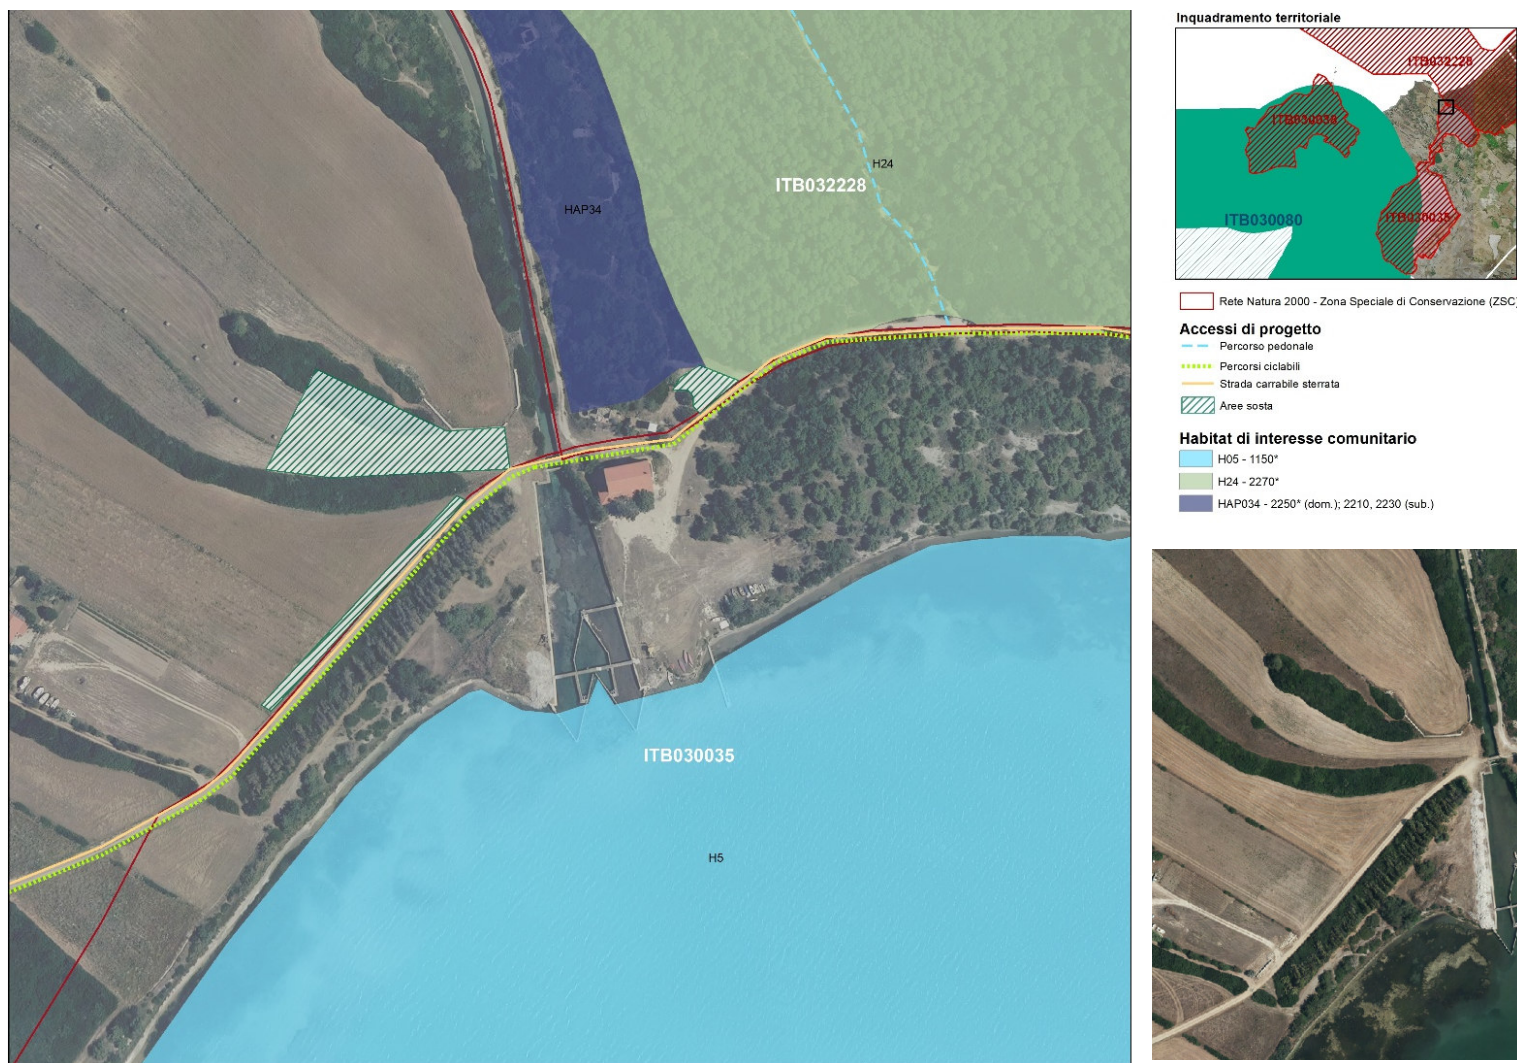 H24
ITB032228
HAP34
ITB030035
H5
Inquadramento territoriale
ITB032228
ITB030038
ITB030080
ITB030035
Rete Natura 2000 - Zona Speciale di Conservazione (ZSC)
Accessi di progetto
Percorso pedonale
Percorsi ciclabili
Strada carrabile sterrata
Aree sosta
Habitat di interesse comunitario
H05 - 1150*
H24 - 2270*
HAP034 - 2250* (dom.); 2210, 2230 (sub.)